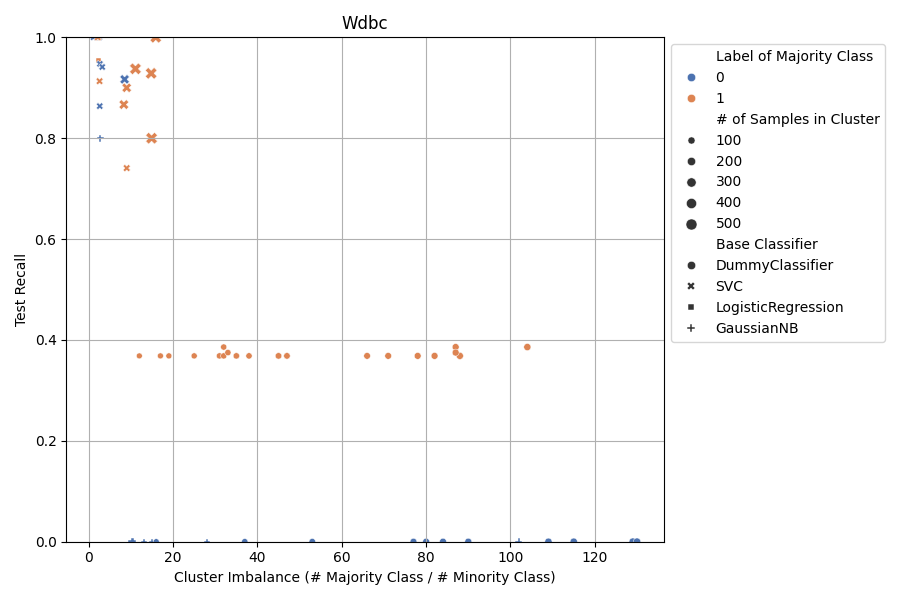 Wdbc
1.0
0.8
0.6
0.4
0.2
0.0
Test Recall
0 20 40 60 80 100 120
Cluster Imbalance (# Majority Class / # Minority Class)
Label of Majority Class
0
1
# of Samples in Cluster
100
200
300
400
500
Base Classifier
DummyClassifier
SVC
LogisticRegression
GaussianNB